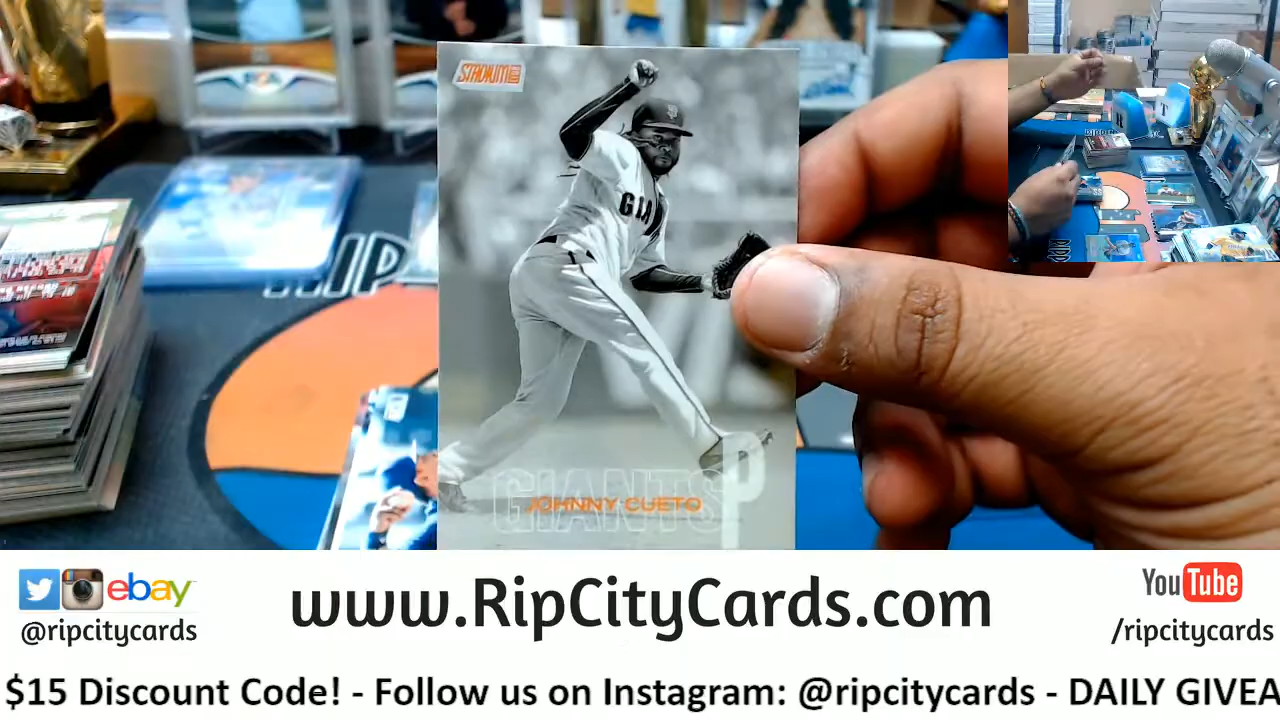 STADIUM
GIANTS
P
JOHNNY CUETO
RIP
ebay
@ripcitycards
www.RipCityCards.com
YouTube
/ripcitycards
$15 Discount Code! - Follow us on Instagram: @ripcitycards - DAILY GIVEA